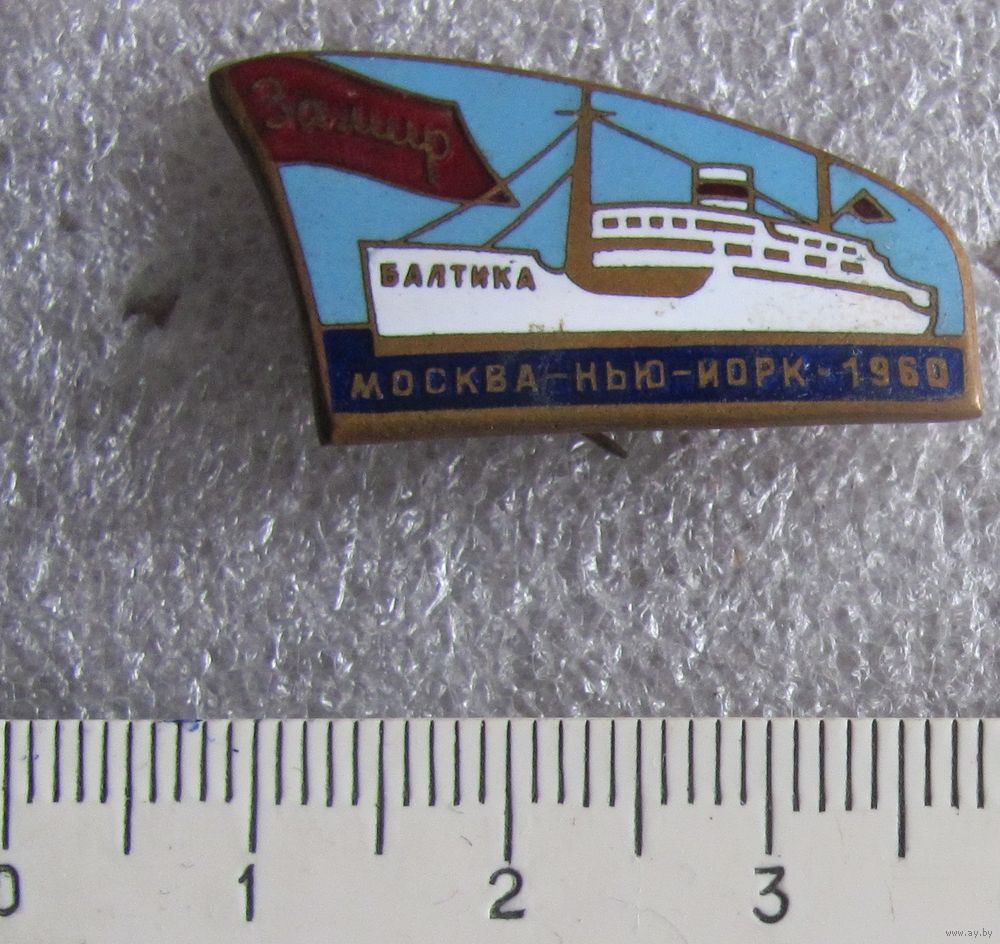 За мир
БАЛТИКА
МОСКВА-НЬЮ-ИОРК-1960
0 1 2 3
www.ay.by